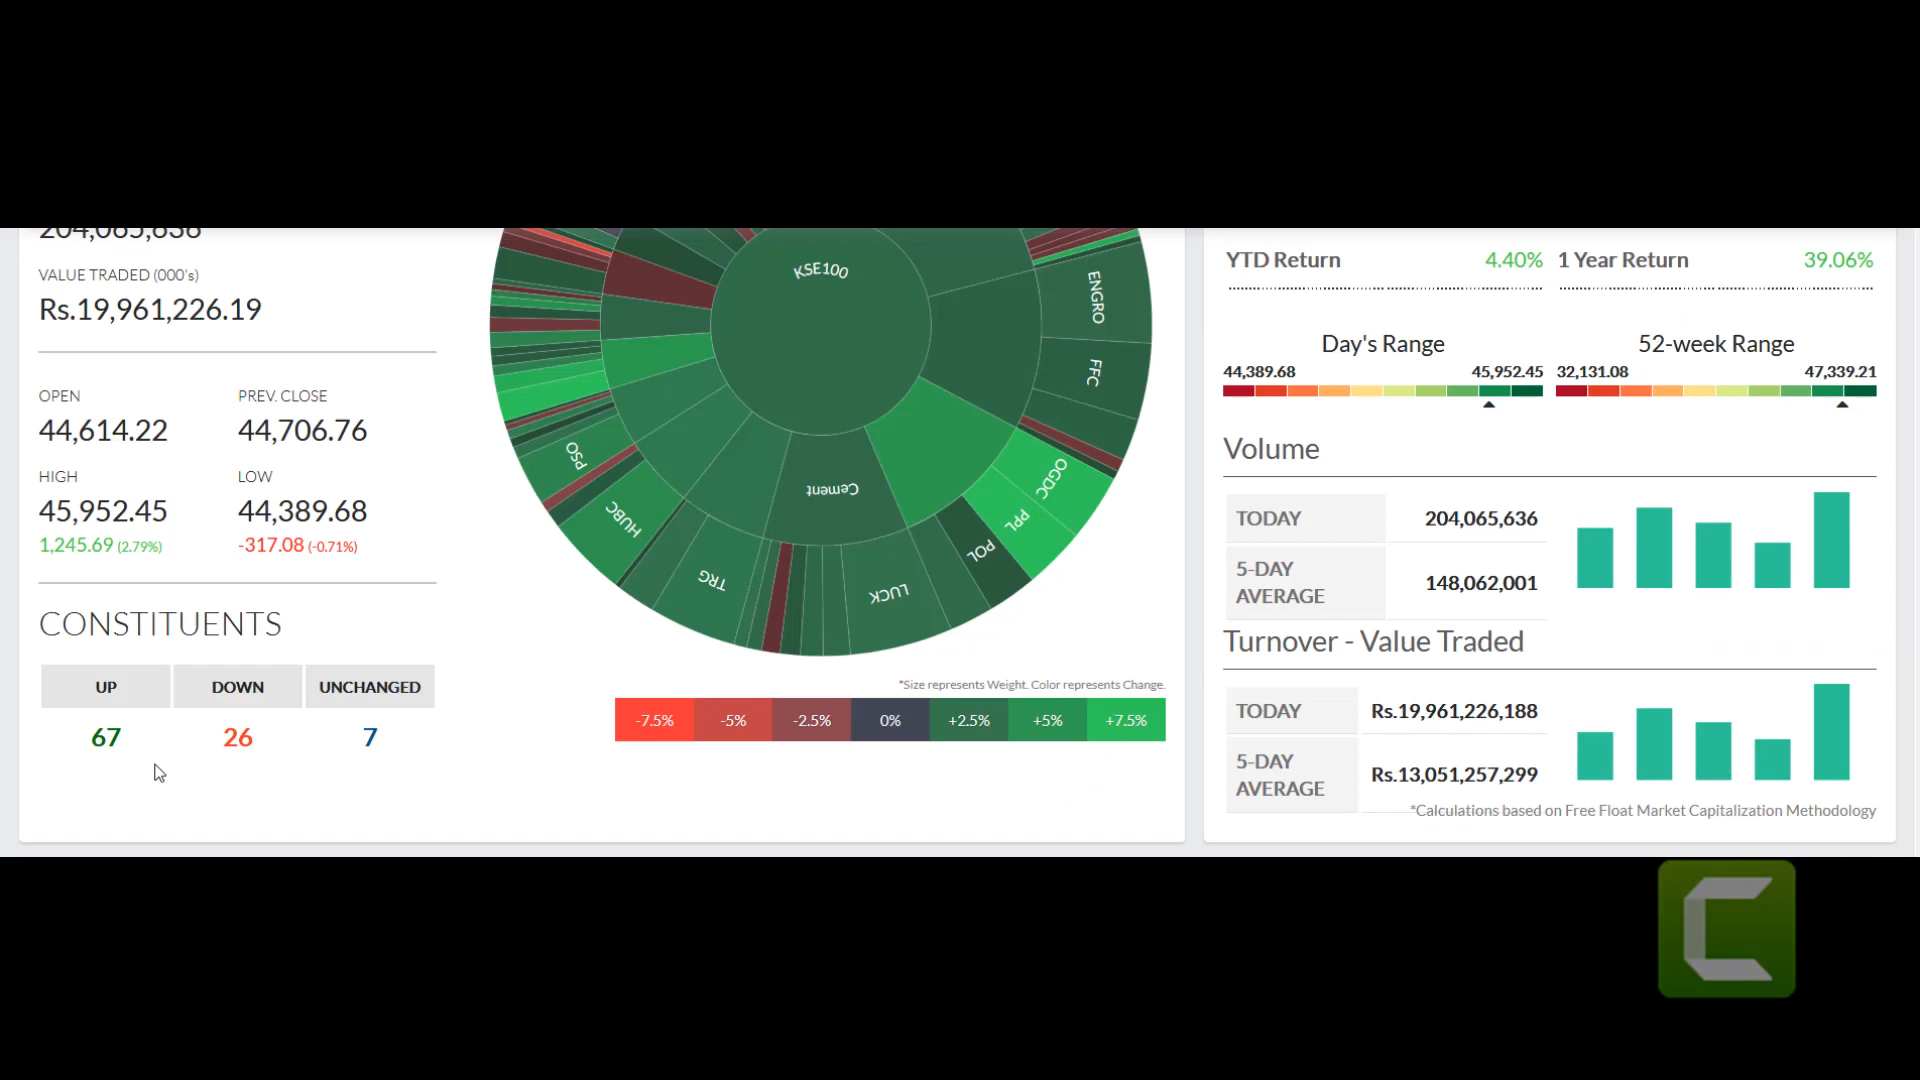 204,065,636
VALUE TRADED (000's)
Rs.19,961,226.19
OPEN PREV. CLOSE
44,614.22 44,706.76
HIGH LOW
45,952.45 44,389.68
1,245.69 (2.79%) -317.08 (-0.71%)
CONSTITUENTS
UP DOWN UNCHANGED
67 26 7
KSE100
ENGRO
FFC
OGDC
PPL
POL
Cement
LUCK
TRG
HUBC
PSO
*Size represents Weight. Color represents Change.
-7.5% -5% -2.5% 0% +2.5% +5% +7.5%
YTD Return 4.40% 1 Year Return 39.06%
Day's Range 52-week Range
44,389.68 45,952.45 32,131.08 47,339.21
Volume
TODAY 204,065,636
5-DAY
AVERAGE 148,062,001
Turnover - Value Traded
TODAY Rs.19,961,226,188
5-DAY
AVERAGE Rs.13,051,257,299
*Calculations based on Free Float Market Capitalization Methodology